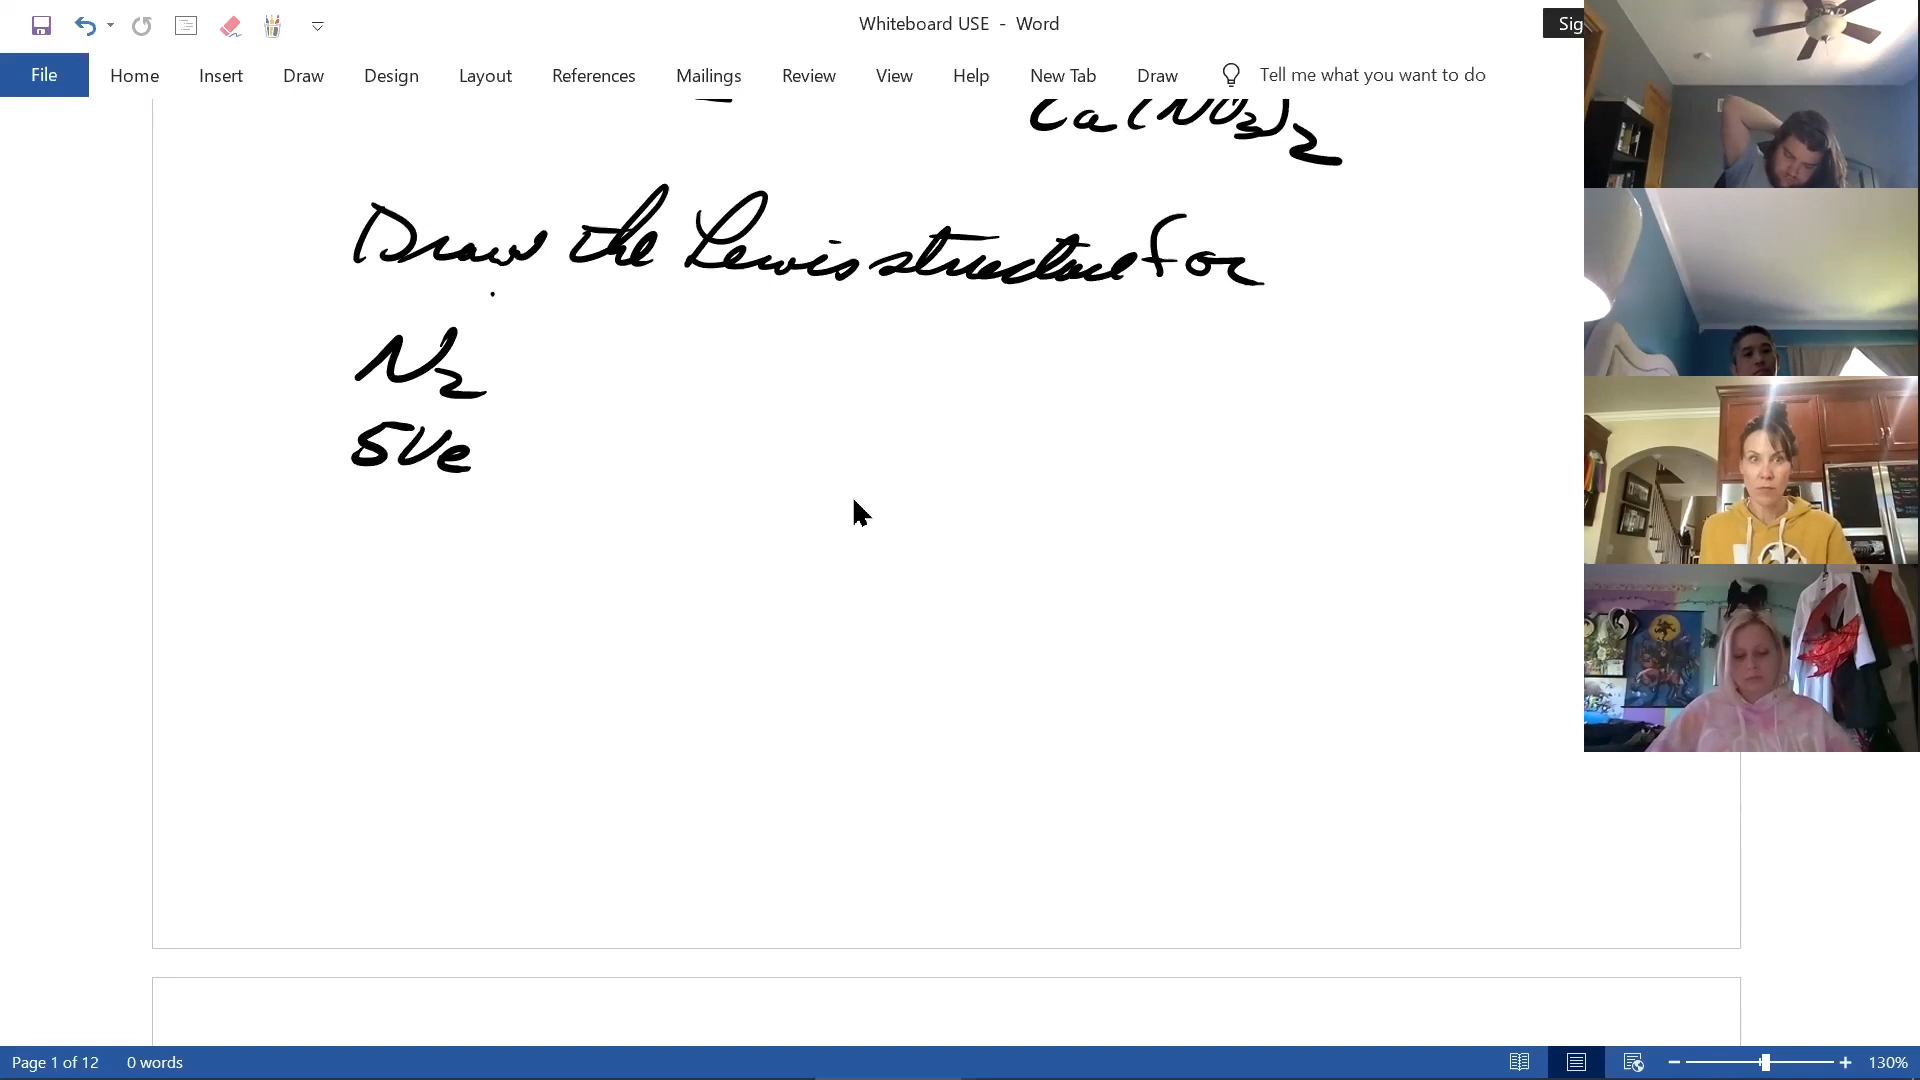 Whiteboard USE - Word
Sig
File Home Insert Draw Design Layout References Mailings Review View Help New Tab Draw Tell me what you want to do
Ca(NO3)2
Draw the Lewis structure for
N2
5Ve
Page 1 of 12 0 words 130%